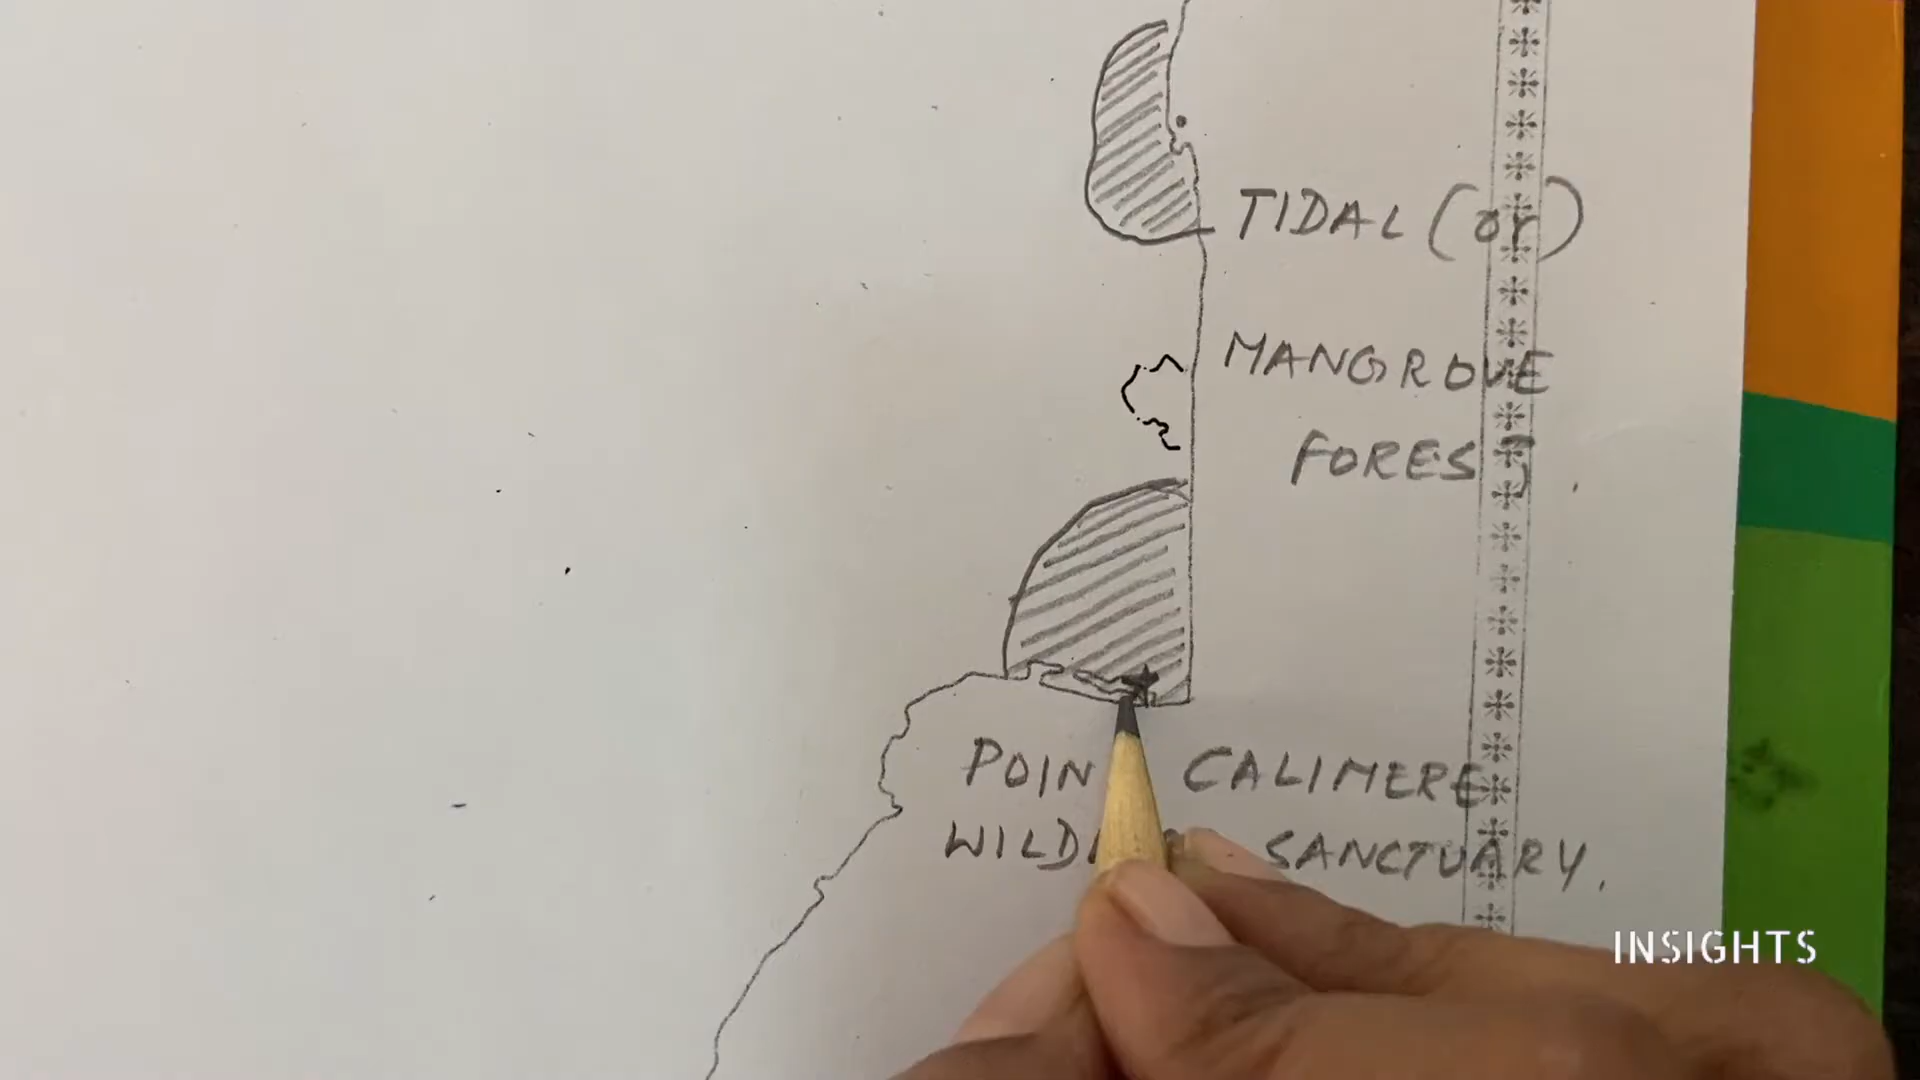 TIDAL (or)
MANGROVE
FOREST.
POIN CALIMERE
WILD SANCTUARY.
INSIGHTS